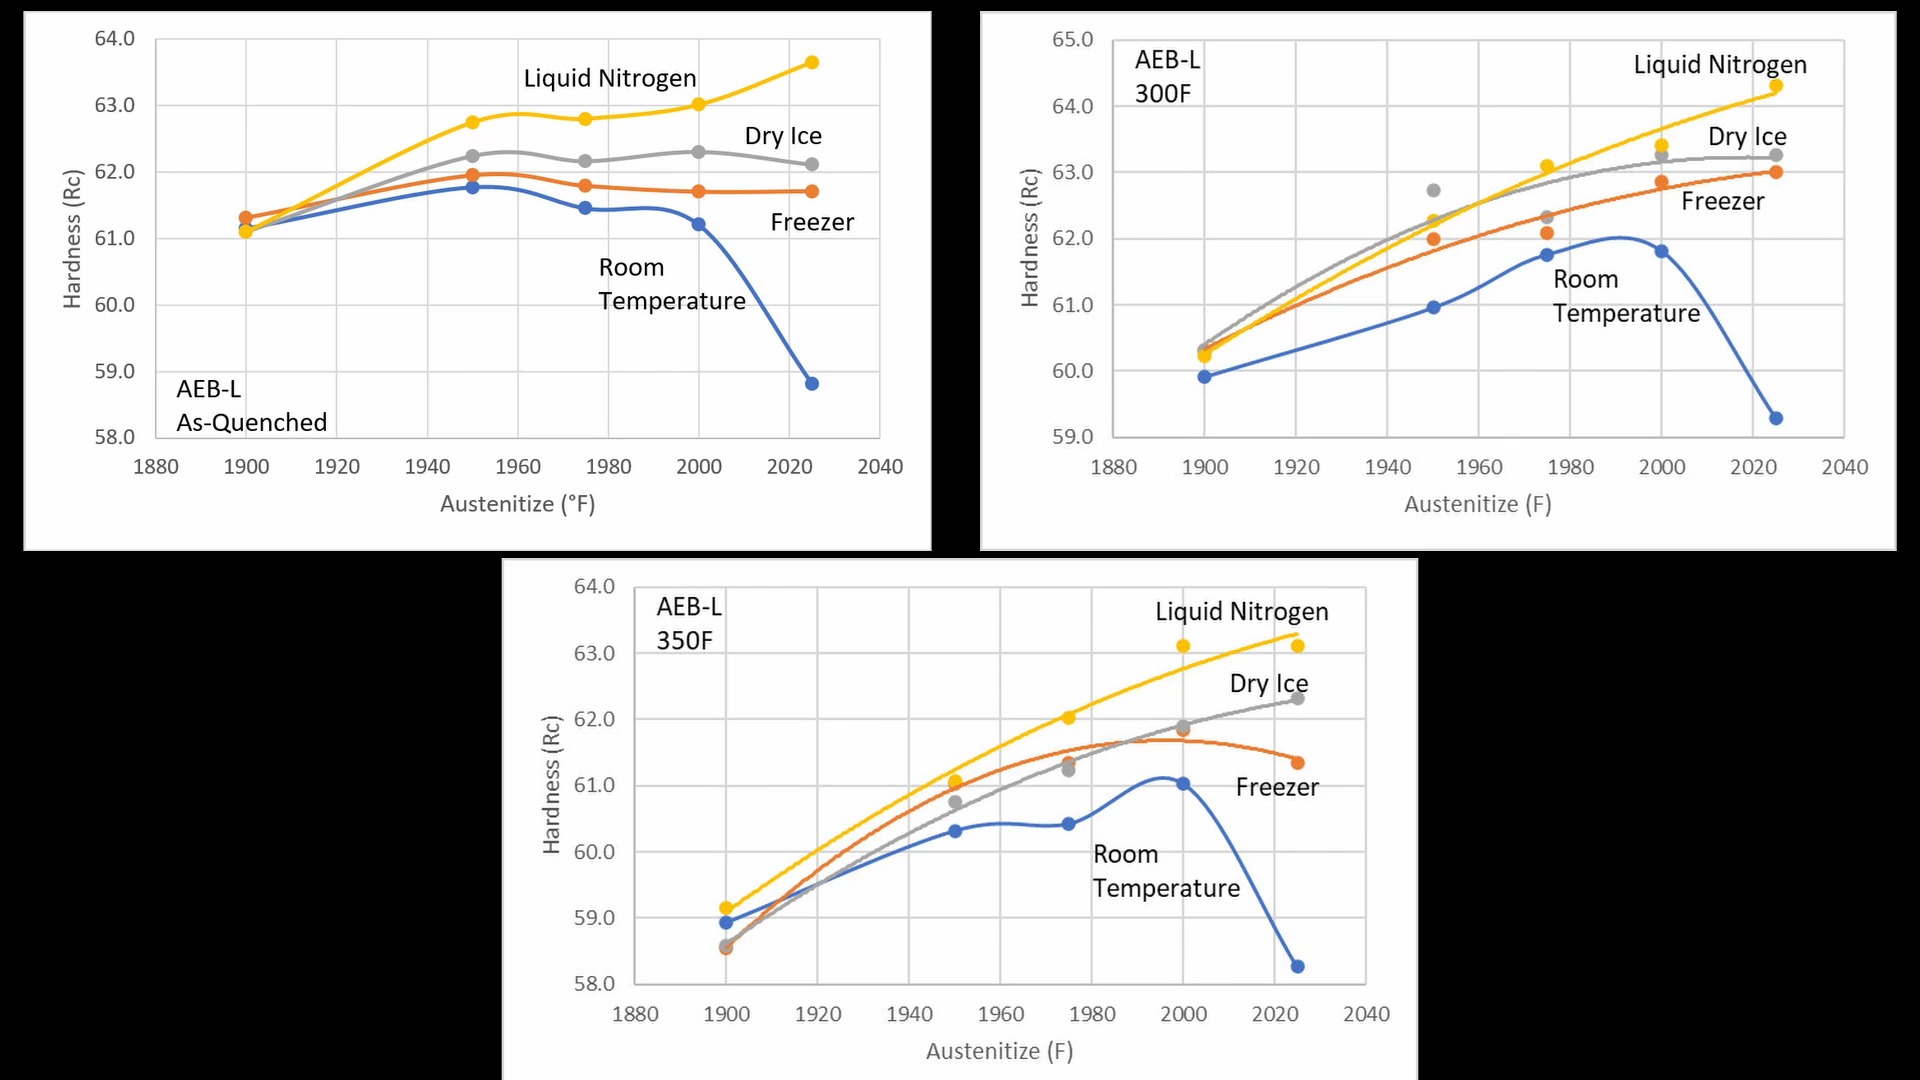 64.0
63.0
62.0
61.0
60.0
59.0
58.0
Hardness (Rc)
Liquid Nitrogen
Dry Ice
Freezer
Room
Temperature
AEB-L
As-Quenched
1880 1900 1920 1940 1960 1980 2000 2020 2040
Austenitize (°F)
65.0
64.0
63.0
62.0
61.0
60.0
59.0
Hardness (Rc)
AEB-L
300F
Liquid Nitrogen
Dry Ice
Freezer
Room
Temperature
1880 1900 1920 1940 1960 1980 2000 2020 2040
Austenitize (F)
64.0
63.0
62.0
61.0
60.0
59.0
58.0
Hardness (Rc)
AEB-L
350F
Liquid Nitrogen
Dry Ice
Freezer
Room
Temperature
1880 1900 1920 1940 1960 1980 2000 2020 2040
Austenitize (F)